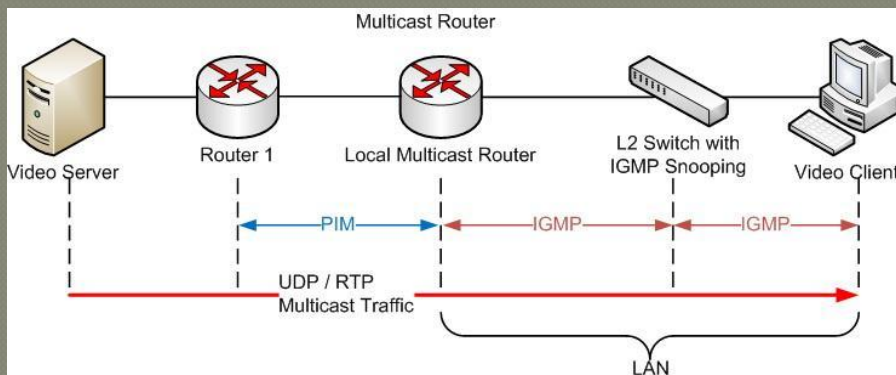 Multicast Router
Video Server
Router 1
Local Multicast Router
L2 Switch with
IGMP Snooping
Video Client
PIM
IGMP
IGMP
UDP / RTP
Multicast Traffic
LAN